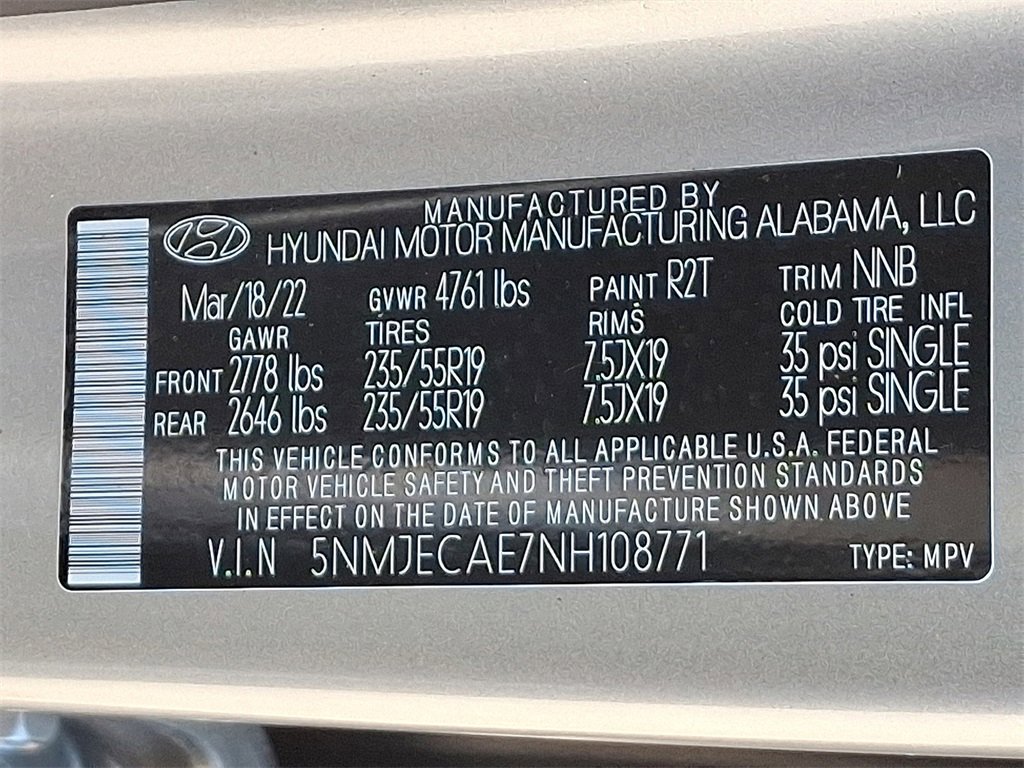 MANUFACTURED BY
HYUNDAI MOTOR MANUFACTURING ALABAMA, LLC
Mar/18/22 GVWR 4761 lbs PAINT R2T TRIM NNB
GAWR TIRES RIMS COLD TIRE INFL
FRONT 2778 lbs 235/55R19 7.5JX19 35 psi SINGLE
REAR 2646 lbs 235/55R19 7.5JX19 35 psi SINGLE
THIS VEHICLE CONFORMS TO ALL APPLICABLE U.S.A. FEDERAL
MOTOR VEHICLE SAFETY AND THEFT PREVENTION STANDARDS
IN EFFECT ON THE DATE OF MANUFACTURE SHOWN ABOVE
V.I.N 5NMJECAE7NH108771 TYPE: MPV